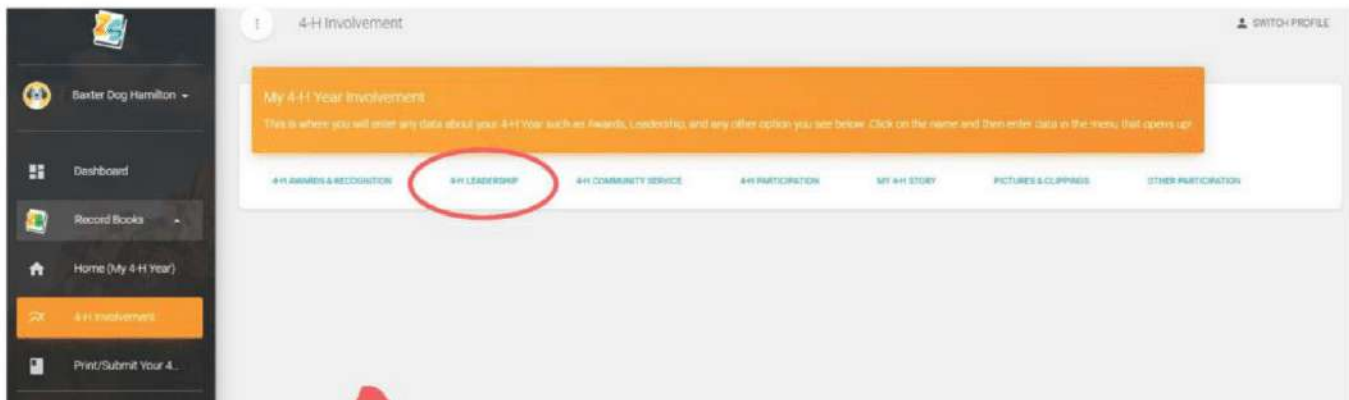 4-H Involvement
SWITCH PROFILE
Baxter Dog Hamilton
My 4-H Year Involvement
This is where you will enter any data about your 4-H Year such as Awards, Leadership, and any other option you see below. Click on the name and then enter data in the menu that opens up!
Dashboard
4-H AWARDS & RECOGNITION
4-H LEADERSHIP
4-H COMMUNITY SERVICE
4-H PARTICIPATION
MY 4-H STORY
PICTURES & CLIPPINGS
OTHER PARTICIPATION
Record Books
Home (My 4-H Year)
4-H Involvement
Print/Submit Your 4...